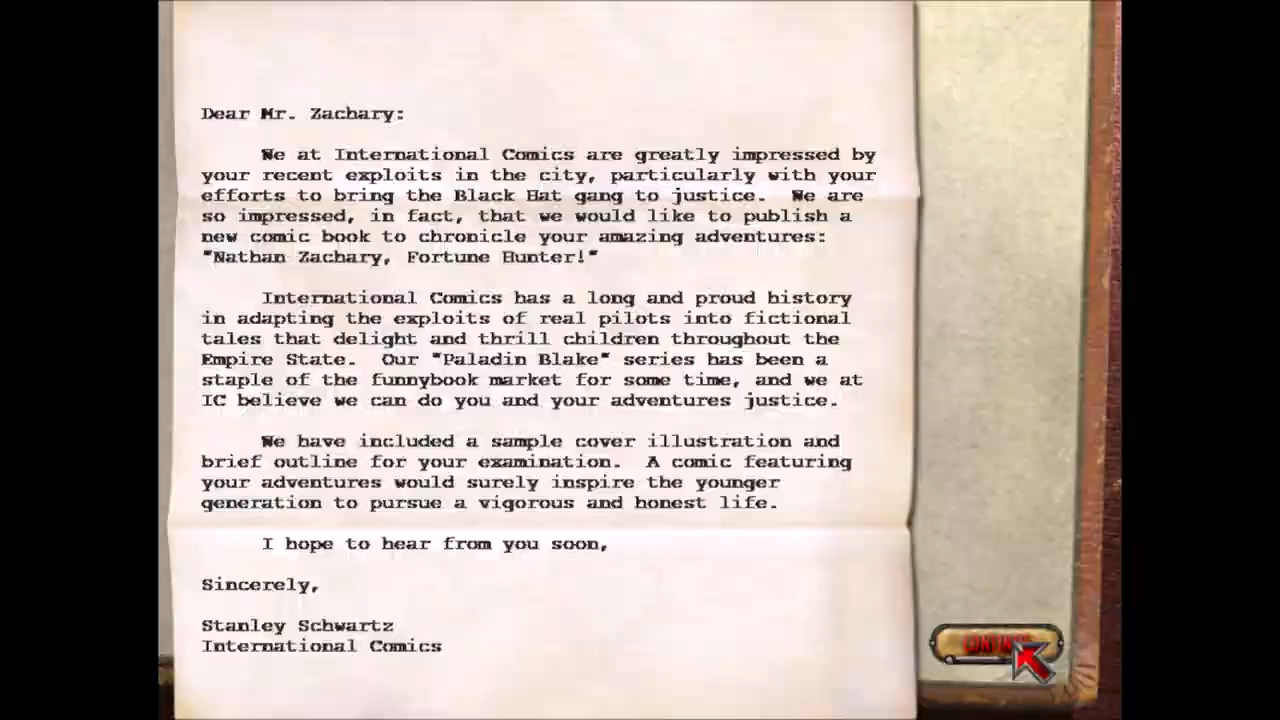 Dear Mr. Zachary:
We at International Comics are greatly impressed by
your recent exploits in the city, particularly with your
efforts to bring the Black Hat gang to justice. We are
so impressed, in fact, that we would like to publish a
new comic book to chronicle your amazing adventures:
"Nathan Zachary, Fortune Hunter!"
International Comics has a long and proud history
in adapting the exploits of real pilots into fictional
tales that delight and thrill children throughout the
Empire State. Our "Paladin Blake" series has been a
staple of the funnybook market for some time, and we at
IC believe we can do you and your adventures justice.
We have included a sample cover illustration and
brief outline for your examination. A comic featuring
your adventures would surely inspire the younger
generation to pursue a vigorous and honest life.
I hope to hear from you soon,
Sincerely,
Stanley Schwartz
International Comics